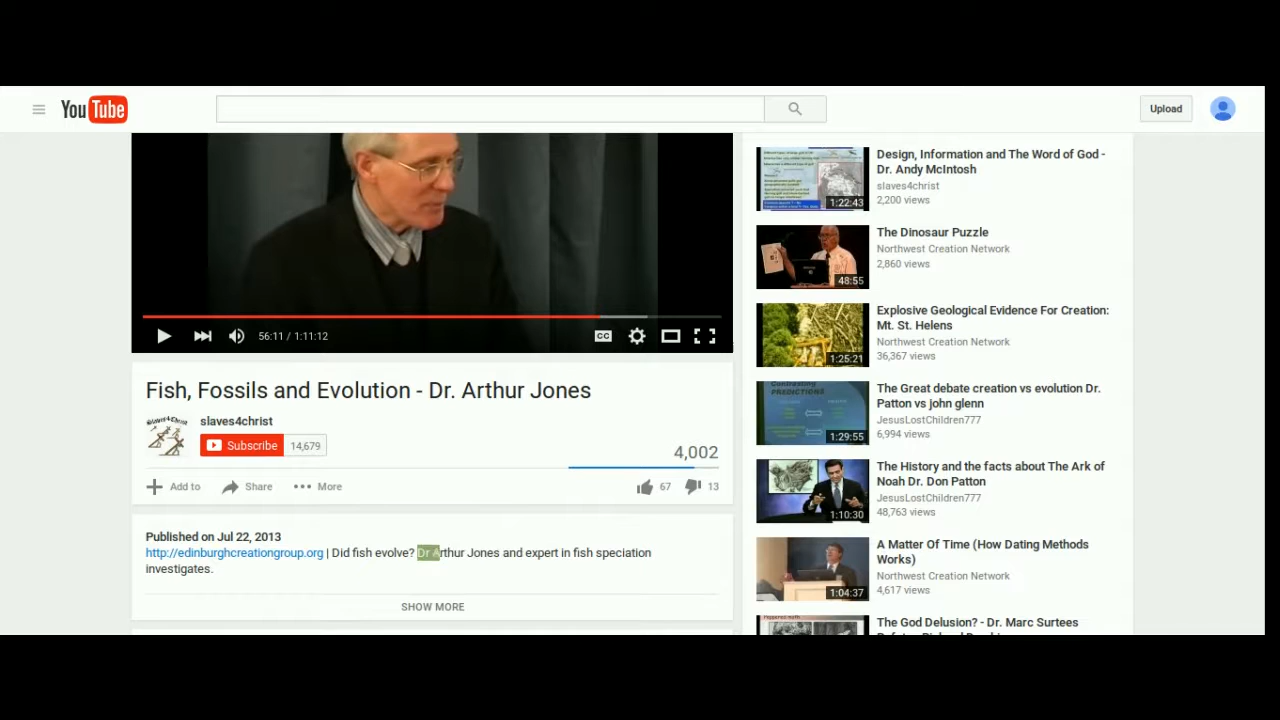 YouTube
Upload
56:11 / 1:11:12
CC
Fish, Fossils and Evolution - Dr. Arthur Jones
slaves4christ
Subscribe 14,679
4,002
Add to Share More 67 13
Published on Jul 22, 2013
http://edinburghcreationgroup.org | Did fish evolve? Dr Arthur Jones and expert in fish speciation
investigates.
SHOW MORE
Design, Information and The Word of God -
Dr. Andy McIntosh
slaves4christ
2,200 views
1:22:43
The Dinosaur Puzzle
Northwest Creation Network
2,860 views
48:55
Explosive Geological Evidence For Creation:
Mt. St. Helens
Northwest Creation Network
36,367 views
1:25:21
The Great debate creation vs evolution Dr.
Patton vs john glenn
JesusLostChildren777
6,994 views
Contrasting
PREDICTIONS
1:29:55
The History and the facts about The Ark of
Noah Dr. Don Patton
JesusLostChildren777
48,763 views
1:10:30
A Matter Of Time (How Dating Methods
Works)
Northwest Creation Network
4,617 views
1:04:37
The God Delusion? - Dr. Marc Surtees